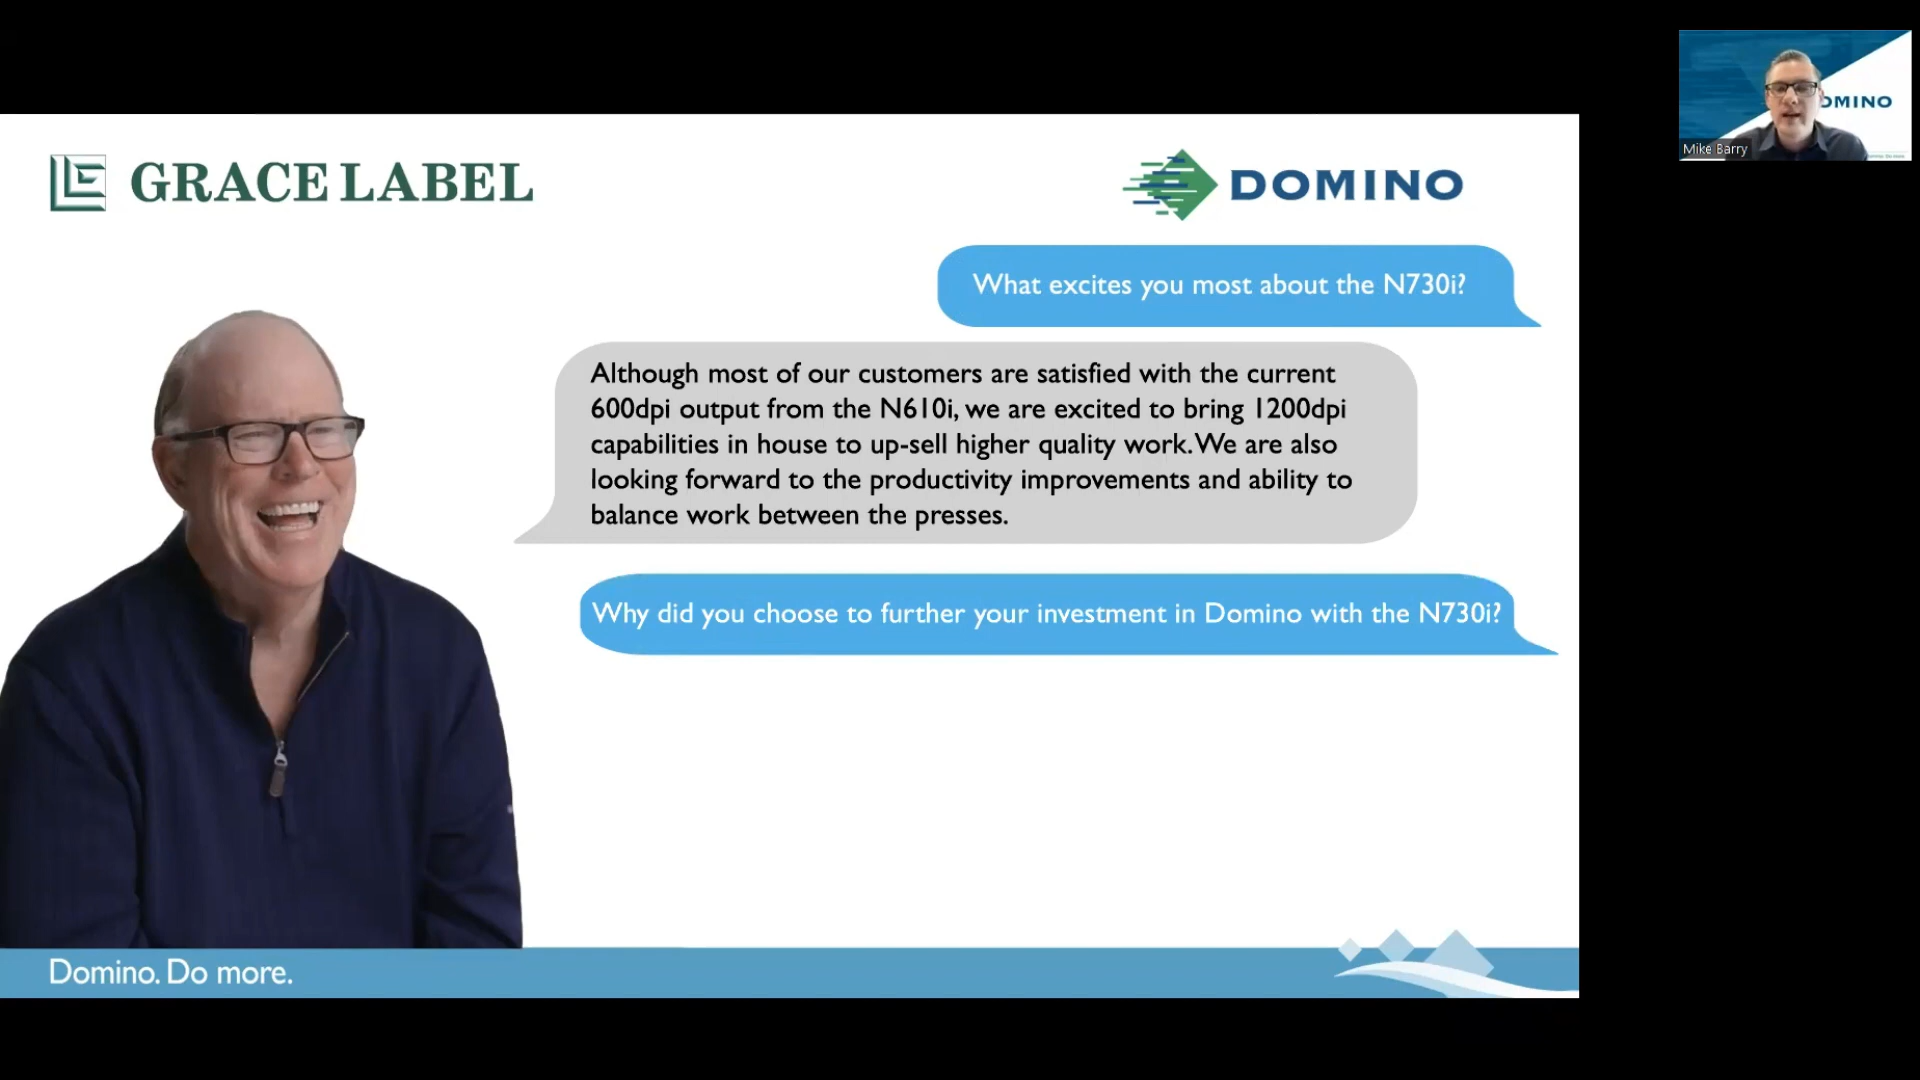 GRACE LABEL
DOMINO
What excites you most about the N730i?
Although most of our customers are satisfied with the current
600dpi output from the N610i, we are excited to bring 1200dpi
capabilities in house to up-sell higher quality work. We are also
looking forward to the productivity improvements and ability to
balance work between the presses.
Why did you choose to further your investment in Domino with the N730i?
Domino. Do more.
OMINO
Mike Barry